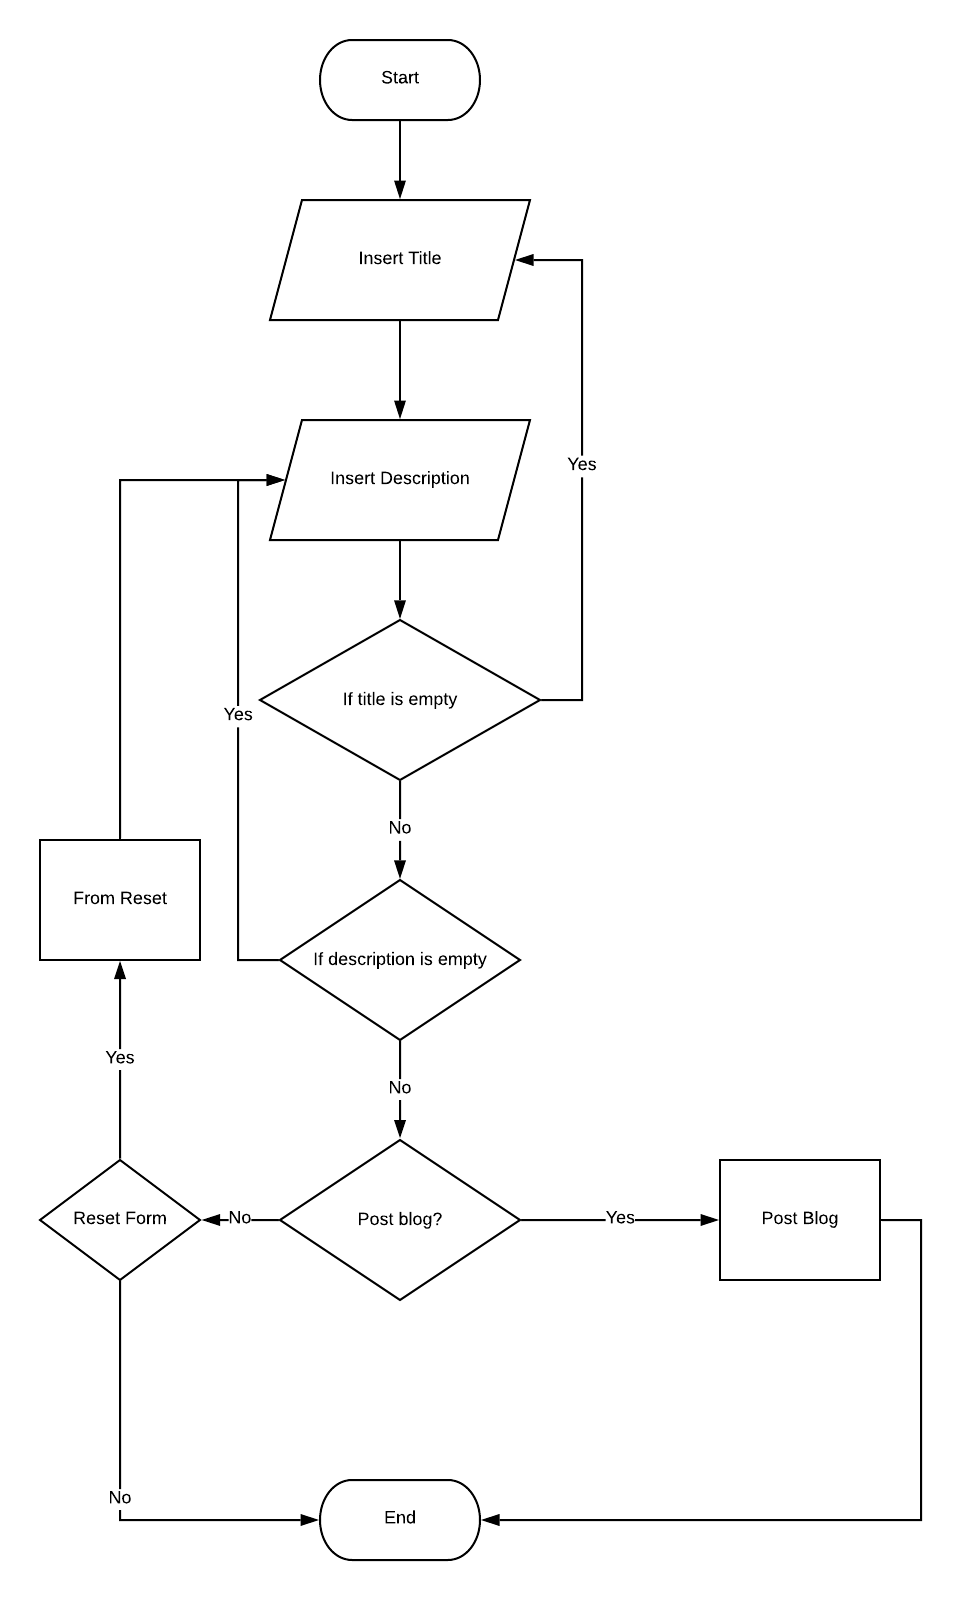 Start
Insert Title
Yes
Insert Description
If title is empty
Yes
No
From Reset
If description is empty
Yes
No
Reset Form
No
Post blog?
Yes
Post Blog
No
End